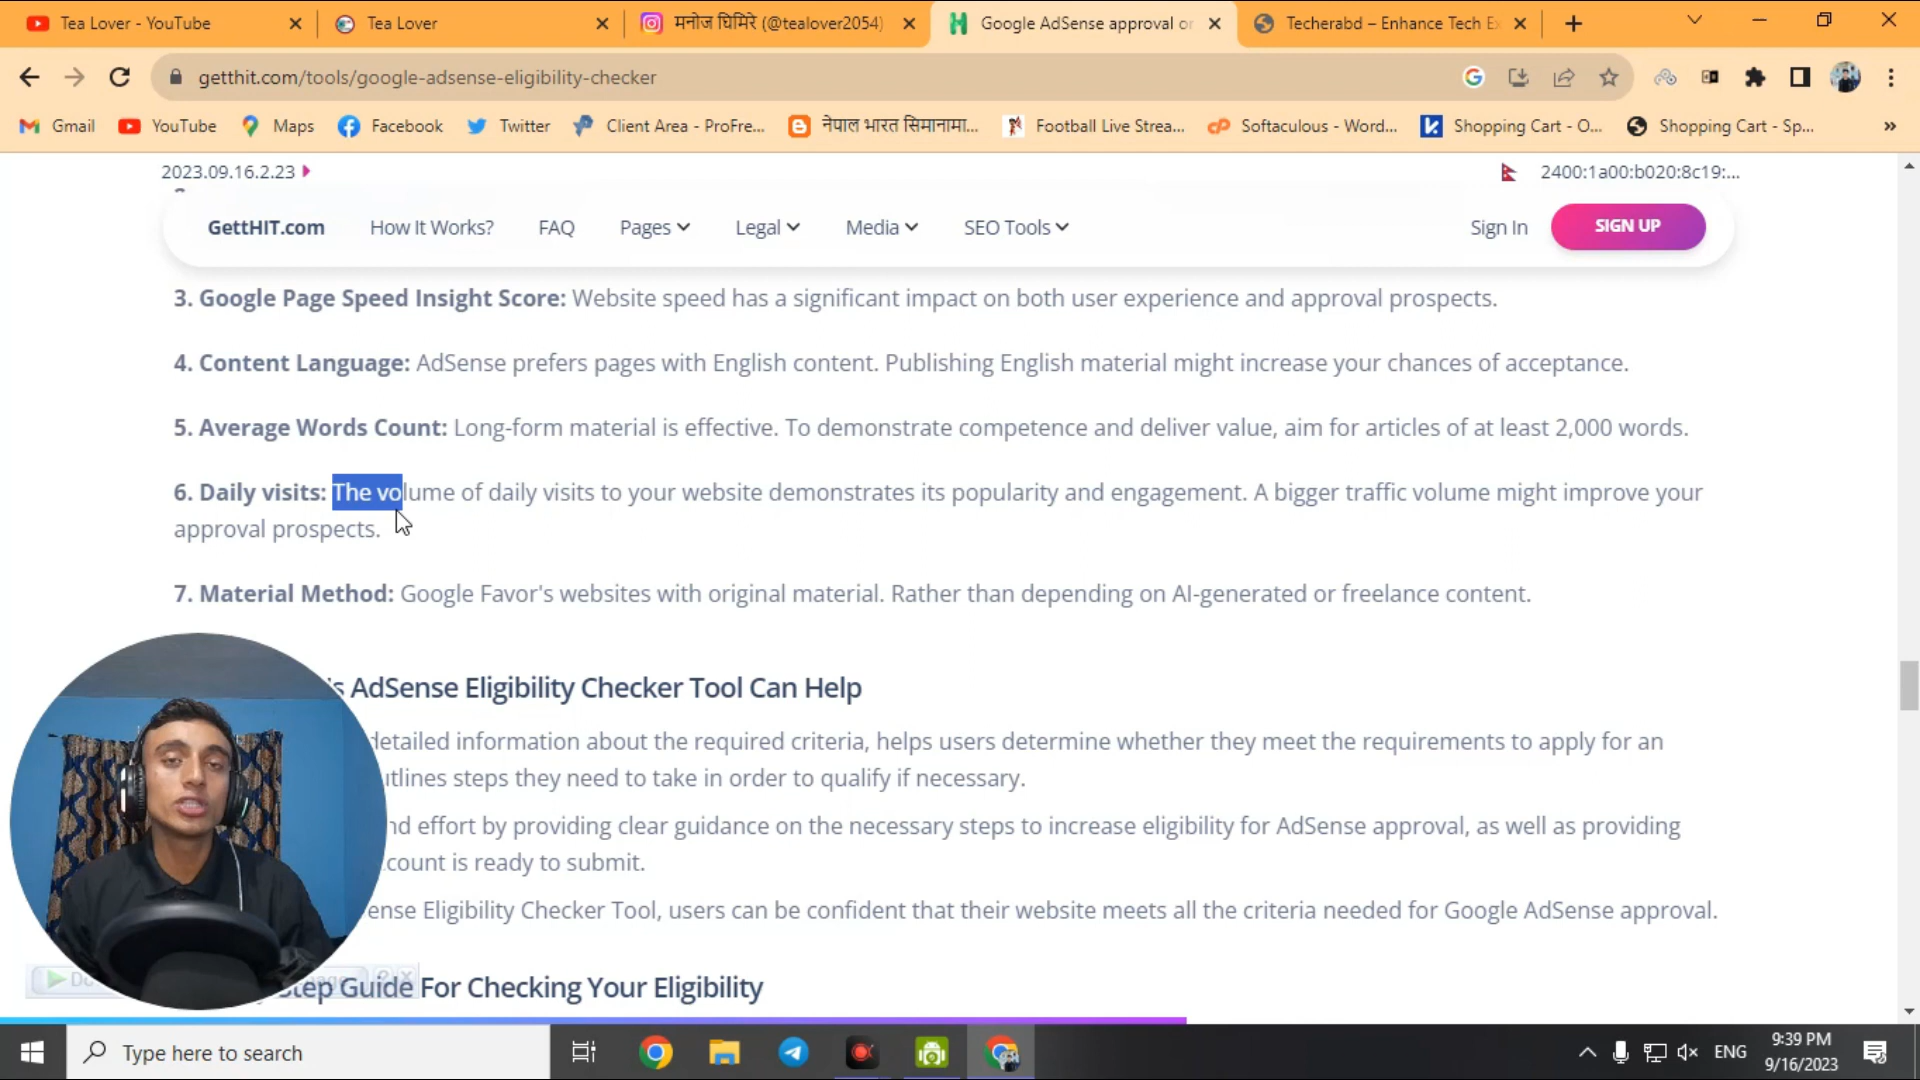 Tea Lover - YouTube
Tea Lover
मनोज घिमिरे (@tealover2054)
Google AdSense approval or
Techerabd – Enhance Tech Ex
getthit.com/tools/google-adsense-eligibility-checker
Gmail
YouTube
Maps
Facebook
Twitter
Client Area - ProFre...
नेपाल भारत सिमानामा...
Football Live Strea...
Softaculous - Word...
Shopping Cart - O...
Shopping Cart - Sp...
2023.09.16.2.23
2400:1a00:b020:8c19:...
GettHIT.com
How It Works?
FAQ
Pages
Legal
Media
SEO Tools
Sign In
SIGN UP
3. Google Page Speed Insight Score: Website speed has a significant impact on both user experience and approval prospects.
4. Content Language: AdSense prefers pages with English content. Publishing English material might increase your chances of acceptance.
5. Average Words Count: Long-form material is effective. To demonstrate competence and deliver value, aim for articles of at least 2,000 words.
6. Daily visits: The volume of daily visits to your website demonstrates its popularity and engagement. A bigger traffic volume might improve your
approval prospects.
7. Material Method: Google Favor's websites with original material. Rather than depending on AI-generated or freelance content.
AdSense Eligibility Checker Tool Can Help
detailed information about the required criteria, helps users determine whether they meet the requirements to apply for an
utlines steps they need to take in order to qualify if necessary.
nd effort by providing clear guidance on the necessary steps to increase eligibility for AdSense approval, as well as providing
count is ready to submit.
ense Eligibility Checker Tool, users can be confident that their website meets all the criteria needed for Google AdSense approval.
Step Guide For Checking Your Eligibility
Type here to search
ENG
9:39 PM
9/16/2023